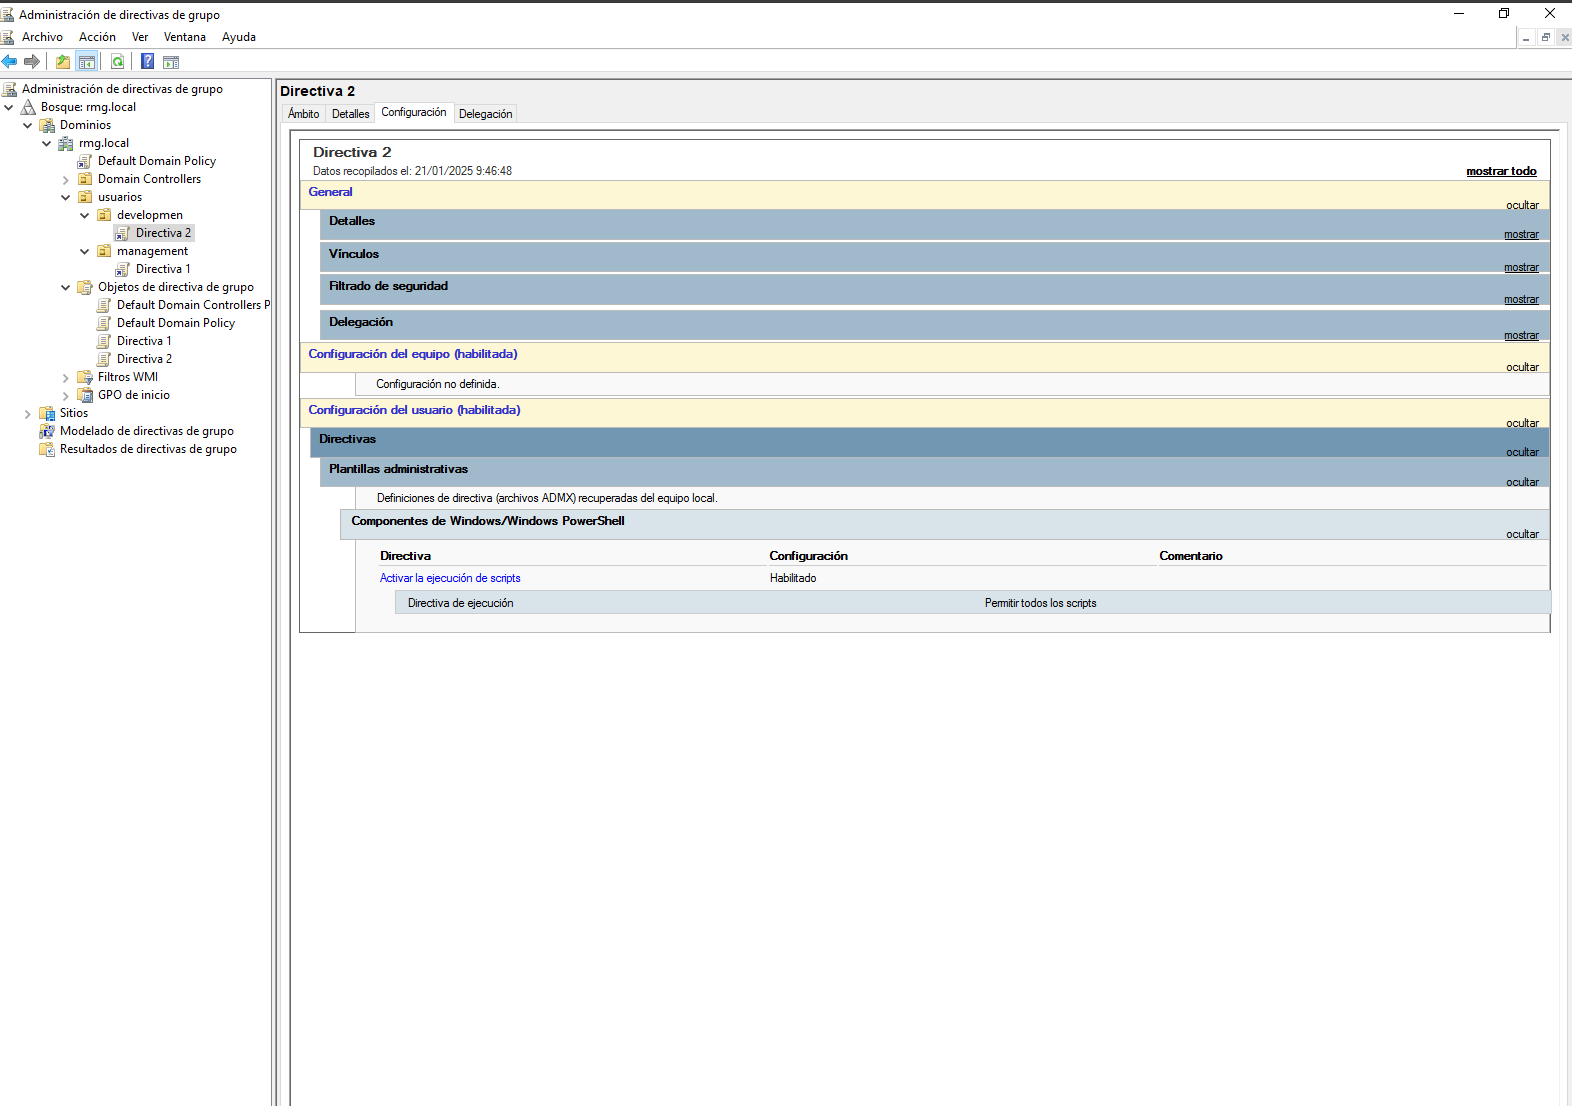 Administración de directivas de grupo
Archivo Acción Ver Ventana Ayuda
Administración de directivas de grupo
Bosque: rmg.local
Dominios
rmg.local
Default Domain Policy
Domain Controllers
usuarios
developmen
Directiva 2
management
Directiva 1
Objetos de directiva de grupo
Default Domain Controllers P
Default Domain Policy
Directiva 1
Directiva 2
Filtros WMI
GPO de inicio
Sitios
Modelado de directivas de grupo
Resultados de directivas de grupo
Directiva 2
Ámbito Detalles Configuración Delegación
Directiva 2
Datos recopilados el: 21/01/2025 9:46:48
mostrar todo
General
ocultar
Detalles
mostrar
Vínculos
mostrar
Filtrado de seguridad
mostrar
Delegación
mostrar
Configuración del equipo (habilitada)
ocultar
Configuración no definida.
Configuración del usuario (habilitada)
ocultar
Directivas
ocultar
Plantillas administrativas
ocultar
Definiciones de directiva (archivos ADMX) recuperadas del equipo local.
Componentes de Windows/Windows PowerShell
ocultar
Directiva Configuración Comentario
Activar la ejecución de scripts Habilitado
Directiva de ejecución Permitir todos los scripts